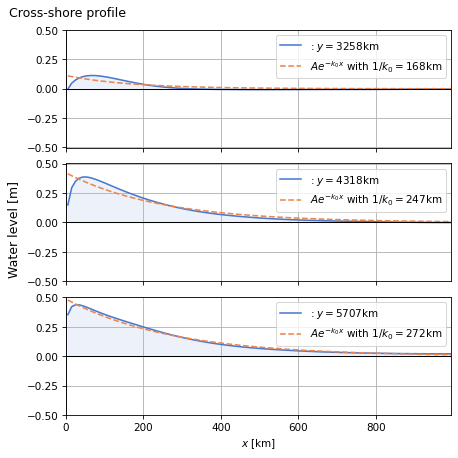 Cross-shore profile
0.50
0.25
0.00
−0.25
−0.50
: y = 3258km
Ae^{−k₀x} with 1/k₀ = 168km
0.50
0.25
0.00
−0.25
−0.50
: y = 4318km
Ae^{−k₀x} with 1/k₀ = 247km
Water level [m]
0.50
0.25
0.00
−0.25
−0.50
: y = 5707km
Ae^{−k₀x} with 1/k₀ = 272km
0 200 400 600 800
x [km]